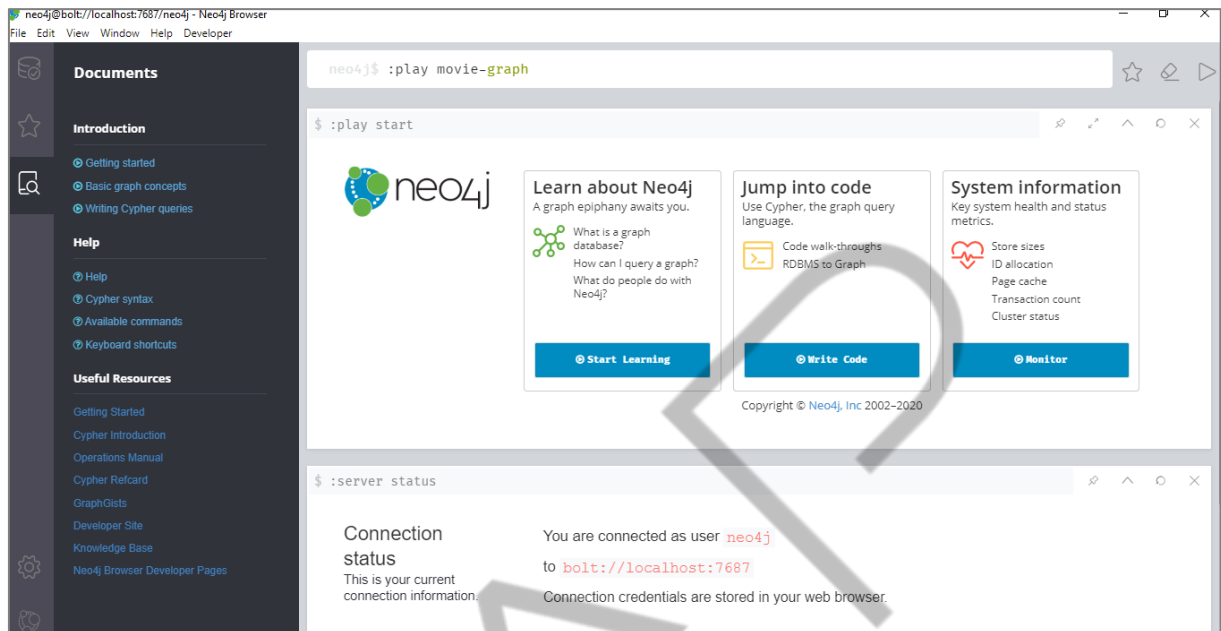 neo4j@bolt://localhost:7687/neo4j - Neo4j Browser
File Edit View Window Help Developer
Documents
Introduction
Getting started
Basic graph concepts
Writing Cypher queries
Help
Help
Cypher syntax
Available commands
Keyboard shortcuts
Useful Resources
Getting Started
Cypher Introduction
Operations Manual
Cypher Refcard
GraphGists
Developer Site
Knowledge Base
Neo4j Browser Developer Pages
neo4j$ :play movie-graph
$ :play start
neo4j
Learn about Neo4j
A graph epiphany awaits you.
What is a graph
database?
How can I query a graph?
What do people do with
Neo4j?
Start Learning
Jump into code
Use Cypher, the graph query
language.
Code walk-throughs
RDBMS to Graph
Write Code
System information
Key system health and status
metrics.
Store sizes
ID allocation
Page cache
Transaction count
Cluster status
Monitor
Copyright © Neo4j, Inc 2002–2020
$ :server status
Connection
status
This is your current
connection information.
You are connected as user neo4j
to bolt://localhost:7687
Connection credentials are stored in your web browser.